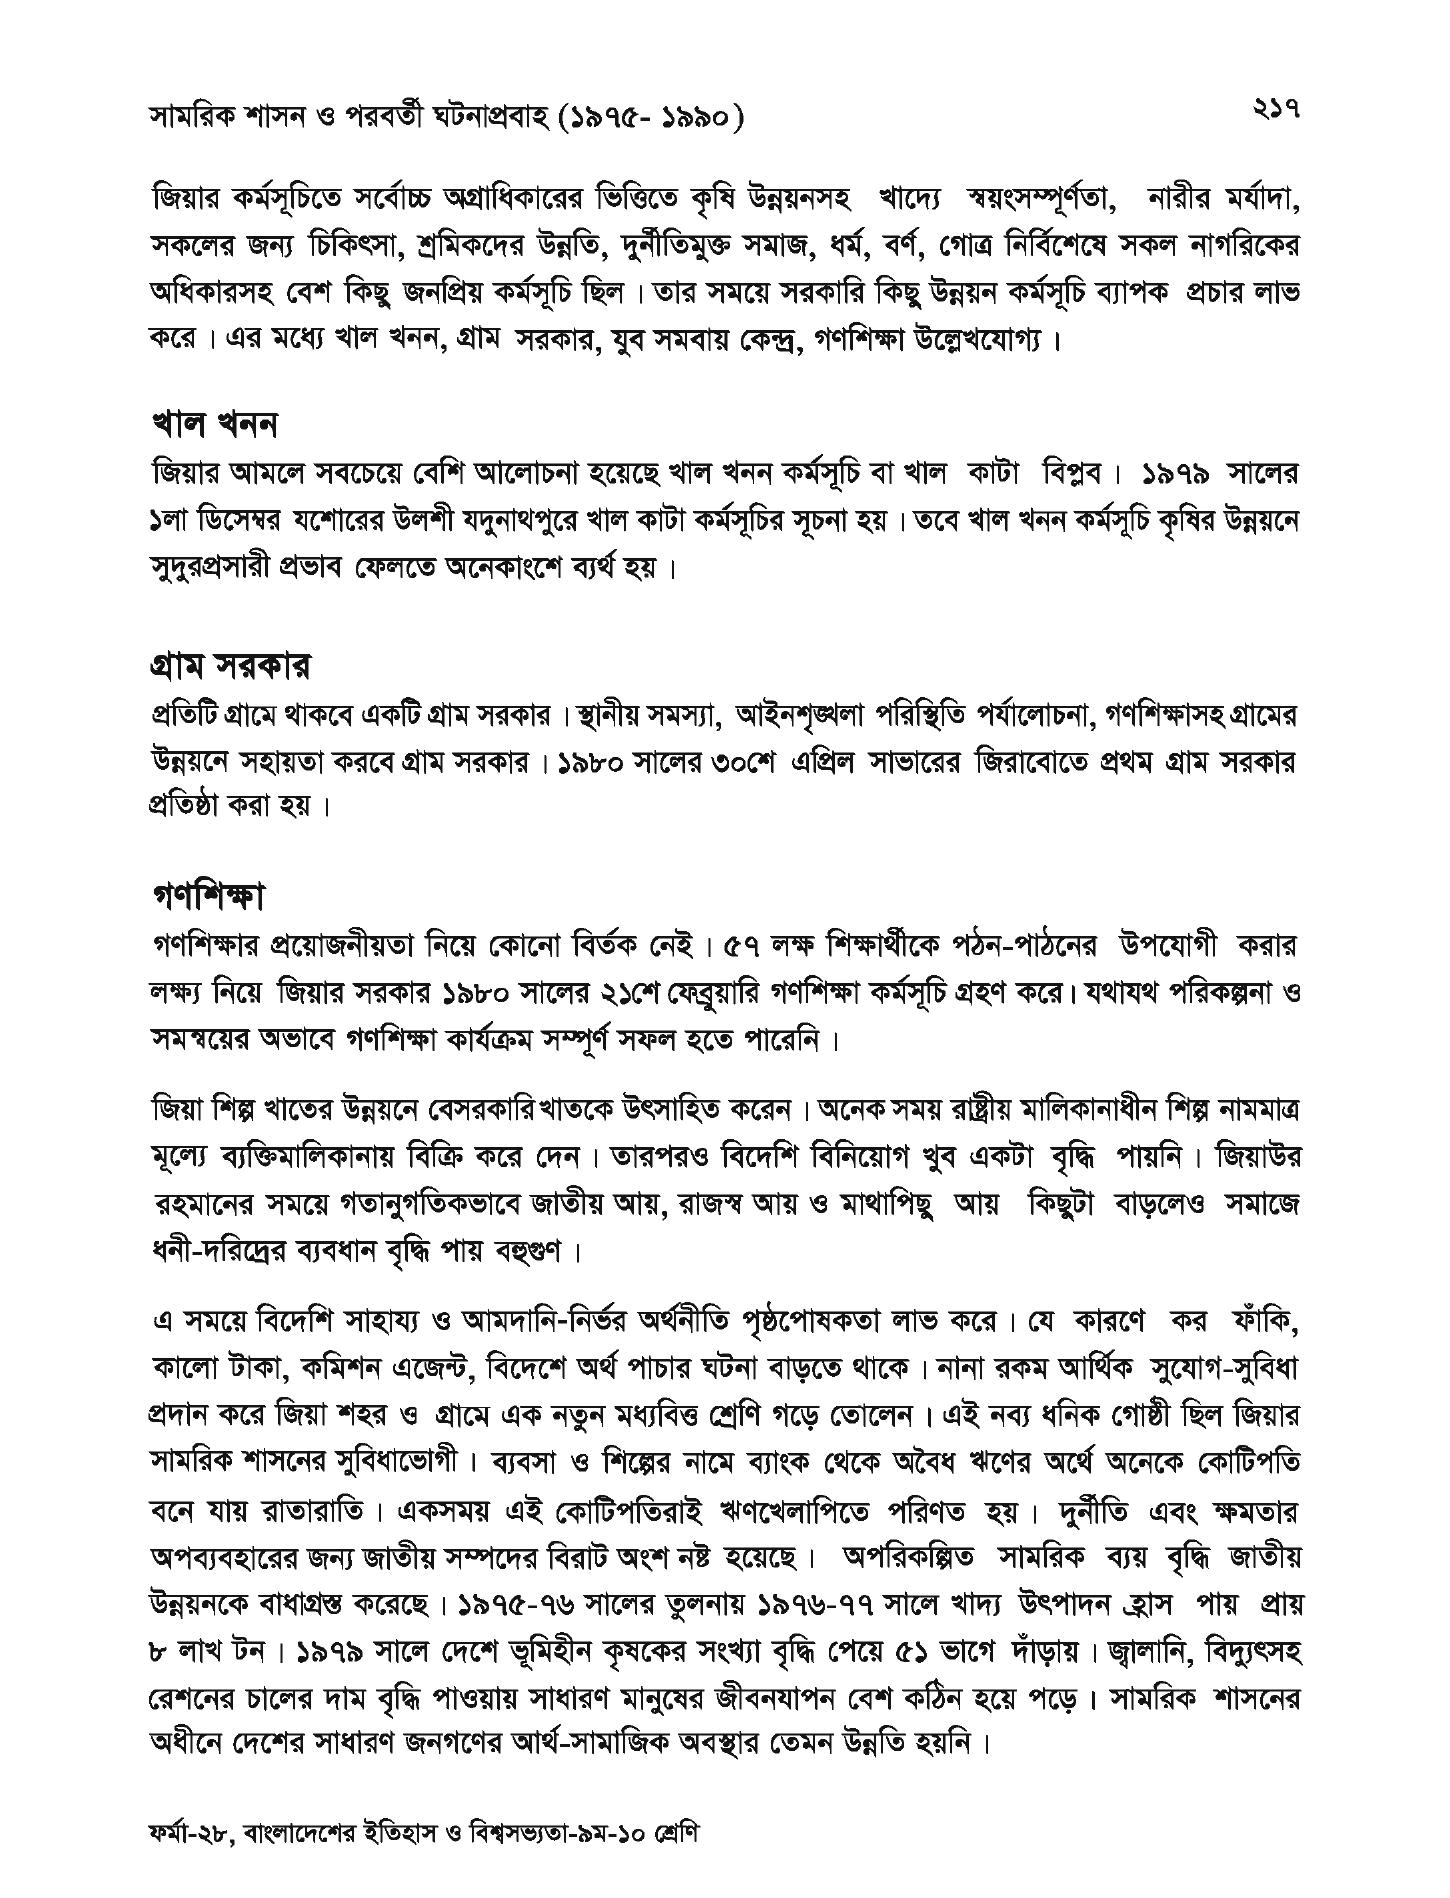 সামরিক শাসন ও পরবর্তী ঘটনাপ্রবাহ (১৯৭৫- ১৯৯০)
২১৭
জিয়ার কর্মসূচিতে সর্বোচ্চ অগ্রাধিকারের ভিত্তিতে কৃষি উন্নয়নসহ খাদ্যে স্বয়ংসম্পূর্ণতা, নারীর মর্যাদা,
সকলের জন্য চিকিৎসা, শ্রমিকদের উন্নতি, দুর্নীতিমুক্ত সমাজ, ধর্ম, বর্ণ, গোত্র নির্বিশেষে সকল নাগরিকের
অধিকারসহ বেশ কিছু জনপ্রিয় কর্মসূচি ছিল। তার সময়ে সরকারি কিছু উন্নয়ন কর্মসূচি ব্যাপক প্রচার লাভ
করে। এর মধ্যে খাল খনন, গ্রাম সরকার, যুব সমবায় কেন্দ্র, গণশিক্ষা উল্লেখযোগ্য।
খাল খনন
জিয়ার আমলে সবচেয়ে বেশি আলোচনা হয়েছে খাল খনন কর্মসূচি বা খাল কাটা বিপ্লব। ১৯৭৯ সালের
১লা ডিসেম্বর যশোরের উলশী যদুনাথপুরে খাল কাটা কর্মসূচির সূচনা হয়। তবে খাল খনন কর্মসূচি কৃষির উন্নয়নে
সুদুরপ্রসারী প্রভাব ফেলতে অনেকাংশে ব্যর্থ হয়।
গ্রাম সরকার
প্রতিটি গ্রামে থাকবে একটি গ্রাম সরকার। স্থানীয় সমস্যা, আইনশৃঙ্খলা পরিস্থিতি পর্যালোচনা, গণশিক্ষাসহ গ্রামের
উন্নয়নে সহায়তা করবে গ্রাম সরকার। ১৯৮০ সালের ৩০শে এপ্রিল সাভারের জিরাবোতে প্রথম গ্রাম সরকার
প্রতিষ্ঠা করা হয়।
গণশিক্ষা
গণশিক্ষার প্রয়োজনীয়তা নিয়ে কোনো বির্তক নেই। ৫৭ লক্ষ শিক্ষার্থীকে পঠন-পাঠনের উপযোগী করার
লক্ষ্য নিয়ে জিয়ার সরকার ১৯৮০ সালের ২১শে ফেব্রুয়ারি গণশিক্ষা কর্মসূচি গ্রহণ করে। যথাযথ পরিকল্পনা ও
সমন্বয়ের অভাবে গণশিক্ষা কার্যক্রম সম্পূর্ণ সফল হতে পারেনি।
জিয়া শিল্প খাতের উন্নয়নে বেসরকারি খাতকে উৎসাহিত করেন। অনেক সময় রাষ্ট্রীয় মালিকানাধীন শিল্প নামমাত্র
মূল্যে ব্যক্তিমালিকানায় বিক্রি করে দেন। তারপরও বিদেশি বিনিয়োগ খুব একটা বৃদ্ধি পায়নি। জিয়াউর
রহমানের সময়ে গতানুগতিকভাবে জাতীয় আয়, রাজস্ব আয় ও মাথাপিছু আয় কিছুটা বাড়লেও সমাজে
ধনী-দরিদ্রের ব্যবধান বৃদ্ধি পায় বহুগুণ।
এ সময়ে বিদেশি সাহায্য ও আমদানি-নির্ভর অর্থনীতি পৃষ্ঠপোষকতা লাভ করে। যে কারণে কর ফাঁকি,
কালো টাকা, কমিশন এজেন্ট, বিদেশে অর্থ পাচার ঘটনা বাড়তে থাকে। নানা রকম আর্থিক সুযোগ-সুবিধা
প্রদান করে জিয়া শহর ও গ্রামে এক নতুন মধ্যবিত্ত শ্রেণি গড়ে তোলেন। এই নব্য ধনিক গোষ্ঠী ছিল জিয়ার
সামরিক শাসনের সুবিধাভোগী। ব্যবসা ও শিল্পের নামে ব্যাংক থেকে অবৈধ ঋণের অর্থে অনেকে কোটিপতি
বনে যায় রাতারাতি। একসময় এই কোটিপতিরাই ঋণখেলাপিতে পরিণত হয়। দুর্নীতি এবং ক্ষমতার
অপব্যবহারের জন্য জাতীয় সম্পদের বিরাট অংশ নষ্ট হয়েছে। অপরিকল্পিত সামরিক ব্যয় বৃদ্ধি জাতীয়
উন্নয়নকে বাধাগ্রস্ত করেছে। ১৯৭৫-৭৬ সালের তুলনায় ১৯৭৬-৭৭ সালে খাদ্য উৎপাদন হ্রাস পায় প্রায়
৮ লাখ টন। ১৯৭৯ সালে দেশে ভূমিহীন কৃষকের সংখ্যা বৃদ্ধি পেয়ে ৫১ ভাগে দাঁড়ায়। জ্বালানি, বিদ্যুৎসহ
রেশনের চালের দাম বৃদ্ধি পাওয়ায় সাধারণ মানুষের জীবনযাপন বেশ কঠিন হয়ে পড়ে। সামরিক শাসনের
অধীনে দেশের সাধারণ জনগণের আর্থ-সামাজিক অবস্থার তেমন উন্নতি হয়নি।
ফর্মা-২৮, বাংলাদেশের ইতিহাস ও বিশ্বসভ্যতা-৯ম-১০ শ্রেণি